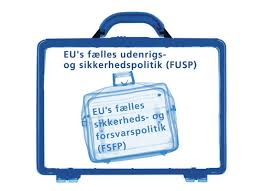 EU's fælles udenrigs-
og sikkerhedspolitik (FUSP)
EU's fælles
sikkerheds- og
forsvarspolitik
(FSFP)